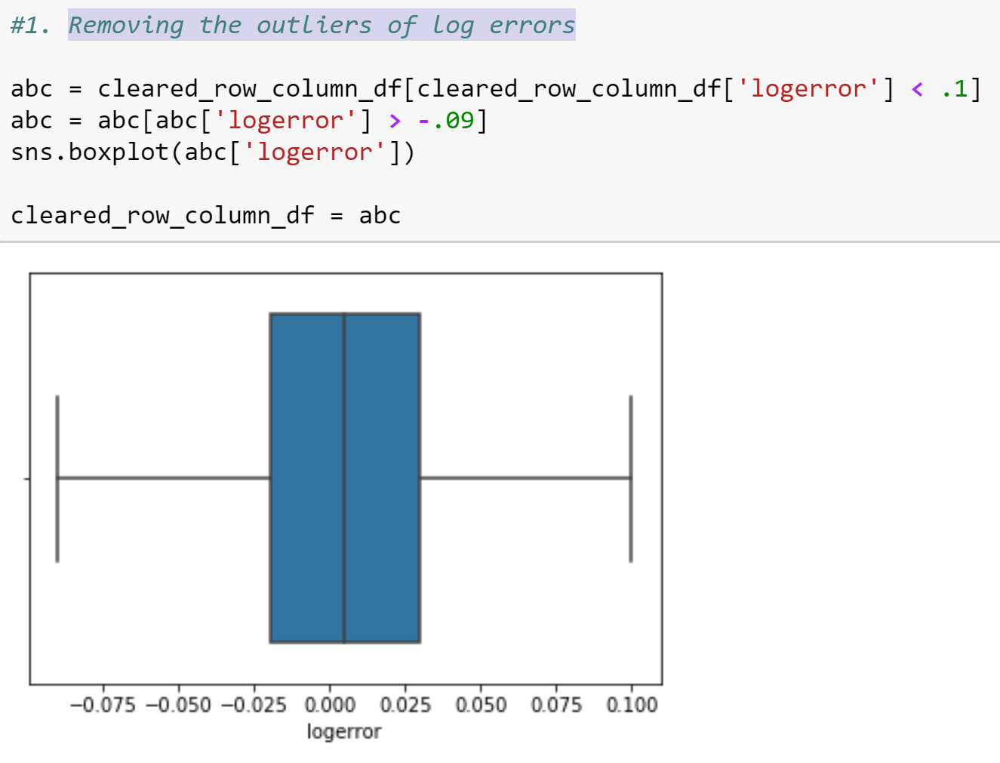 #1. Removing the outliers of log errors
abc = cleared_row_column_df[cleared_row_column_df['logerror'] < .1]
abc = abc[abc['logerror'] > -.09]
sns.boxplot(abc['logerror'])
cleared_row_column_df = abc
−0.075 −0.050 −0.025 0.000 0.025 0.050 0.075 0.100
logerror